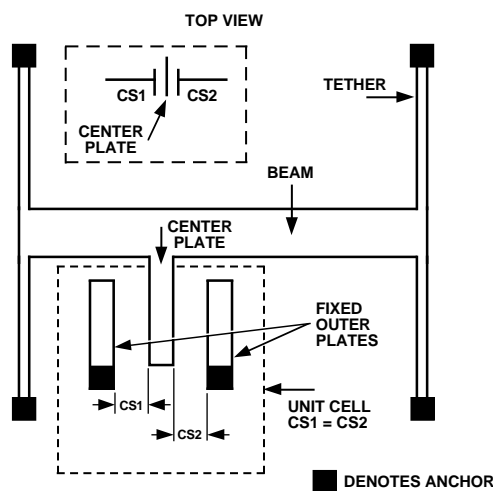 TOP VIEW
CS1 CS2
CENTER
PLATE
TETHER
BEAM
CENTER
PLATE
FIXED
OUTER
PLATES
CS1
CS2
UNIT CELL
CS1 = CS2
DENOTES ANCHOR